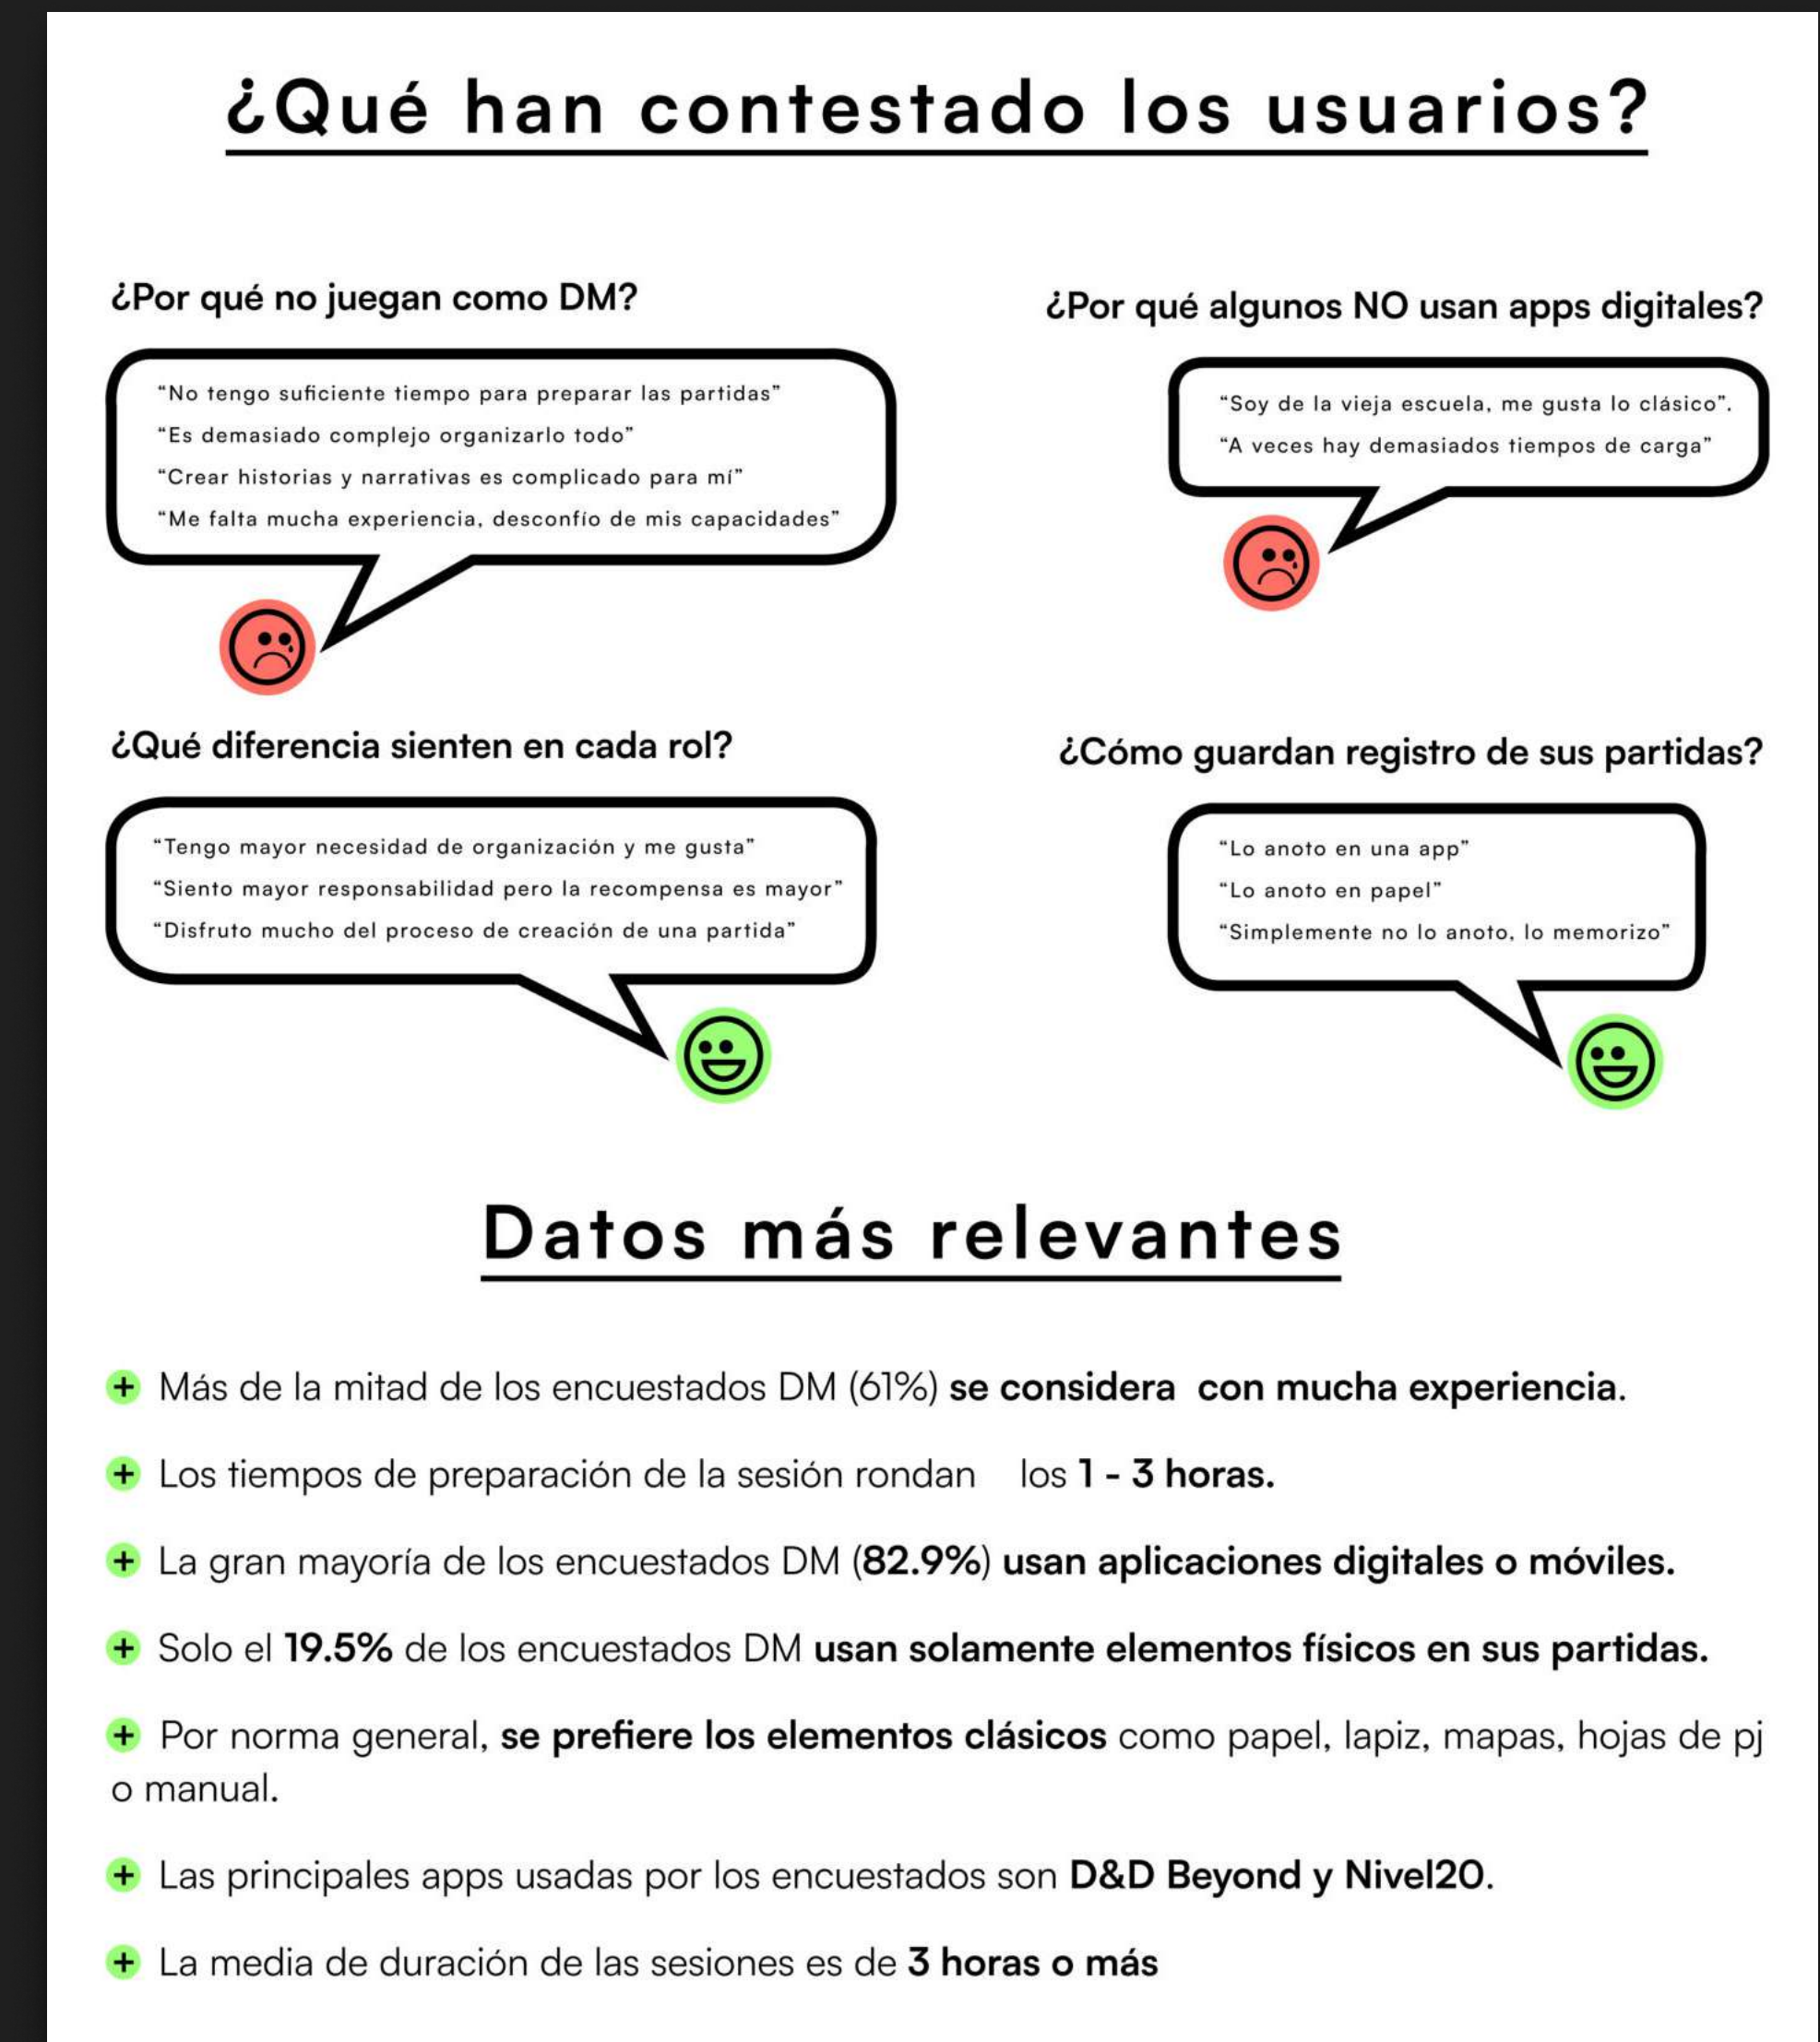 ¿Qué han contestado los usuarios?
¿Por qué no juegan como DM?
“No tengo suficiente tiempo para preparar las partidas”
“Es demasiado complejo organizarlo todo”
“Crear historias y narrativas es complicado para mí”
“Me falta mucha experiencia, desconfío de mis capacidades”
¿Por qué algunos NO usan apps digitales?
“Soy de la vieja escuela, me gusta lo clásico”.
“A veces hay demasiados tiempos de carga”
¿Qué diferencia sienten en cada rol?
“Tengo mayor necesidad de organización y me gusta”
“Siento mayor responsabilidad pero la recompensa es mayor”
“Disfruto mucho del proceso de creación de una partida”
¿Cómo guardan registro de sus partidas?
“Lo anoto en una app”
“Lo anoto en papel”
“Simplemente no lo anoto, lo memorizo”
Datos más relevantes
+ Más de la mitad de los encuestados DM (61%) se considera con mucha experiencia.
+ Los tiempos de preparación de la sesión rondan los 1 - 3 horas.
+ La gran mayoría de los encuestados DM (82.9%) usan aplicaciones digitales o móviles.
+ Solo el 19.5% de los encuestados DM usan solamente elementos físicos en sus partidas.
+ Por norma general, se prefiere los elementos clásicos como papel, lapiz, mapas, hojas de pj
o manual.
+ Las principales apps usadas por los encuestados son D&D Beyond y Nivel20.
+ La media de duración de las sesiones es de 3 horas o más